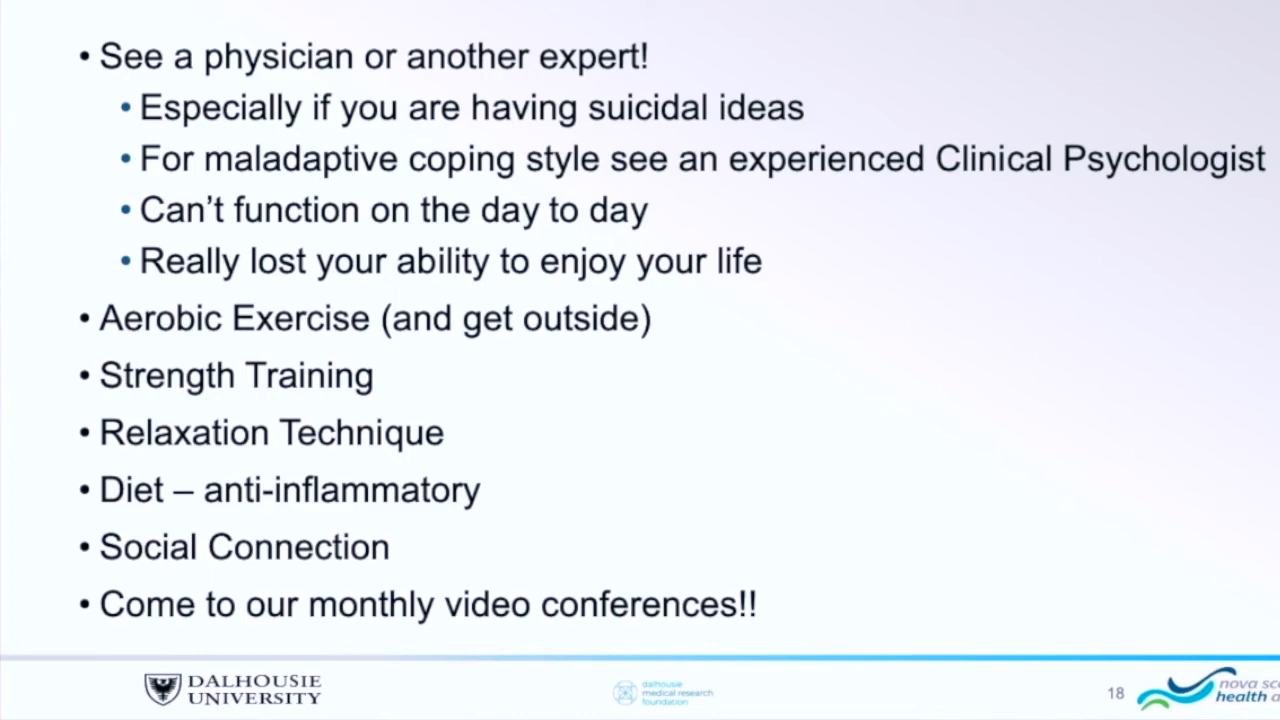 • See a physician or another expert!
• Especially if you are having suicidal ideas
• For maladaptive coping style see an experienced Clinical Psychologist
• Can't function on the day to day
• Really lost your ability to enjoy your life
• Aerobic Exercise (and get outside)
• Strength Training
• Relaxation Technique
• Diet – anti-inflammatory
• Social Connection
• Come to our monthly video conferences!!
DALHOUSIE
UNIVERSITY
dalhousie
medical research
foundation
18
nova sc
health a